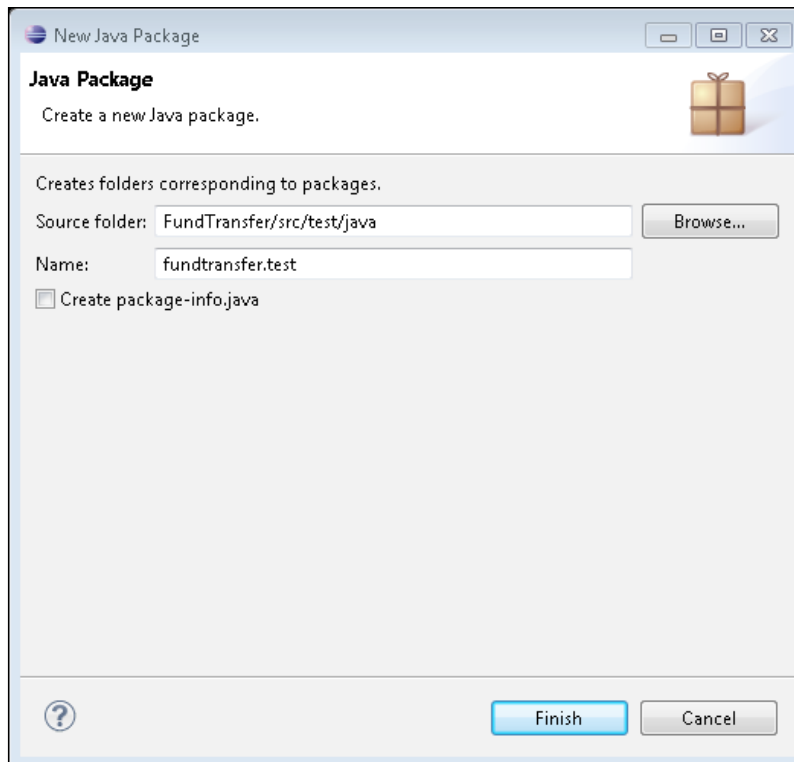 New Java Package
Java Package
Create a new Java package.
Creates folders corresponding to packages.
Source folder: FundTransfer/src/test/java Browse...
Name: fundtransfer.test
Create package-info.java
? Finish Cancel